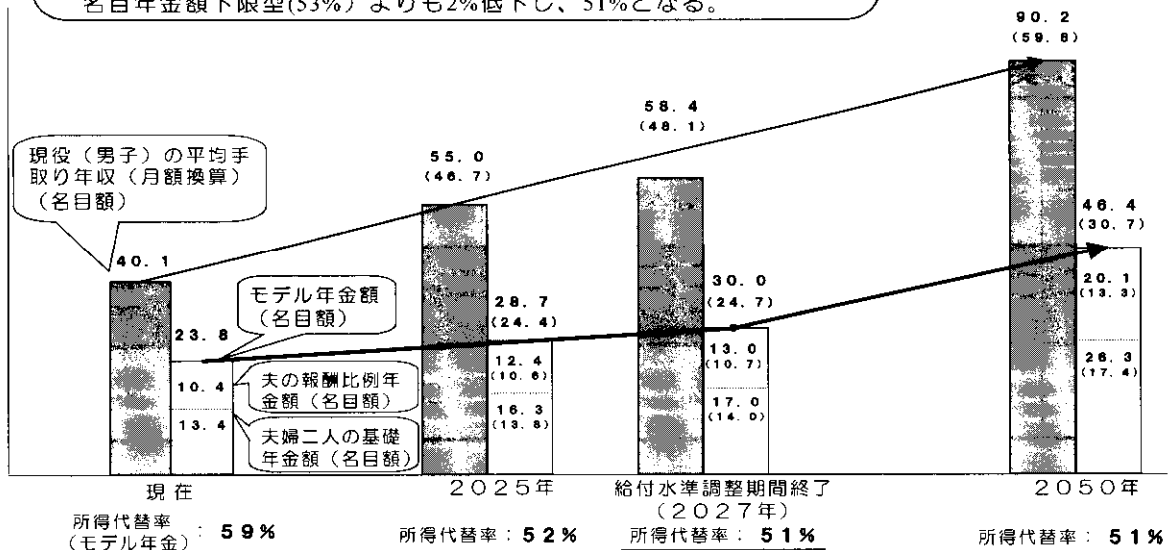 名目年金額下限型(53%)よりも2%低下し、51%となる。
90.2
(59.8)
58.4
(48.1)
現役(男子)の平均手
取り年収(月額換算)
(名目額)
55.0
(46.7)
46.4
(30.7)
40.1
モデル年金額
(名目額)
30.0
(24.7)
20.1
(13.3)
28.7
(24.4)
23.8
13.0
(10.7)
12.4
(10.6)
26.3
(17.4)
10.4
夫の報酬比例年
金額(名目額)
17.0
(14.0)
16.3
(13.8)
13.4
夫婦二人の基礎
年金額(名目額)
現在
2025年
給付水準調整期間終了
(2027年)
2050年
所得代替率
(モデル年金)
:59%
所得代替率:52%
所得代替率:51%
所得代替率:51%